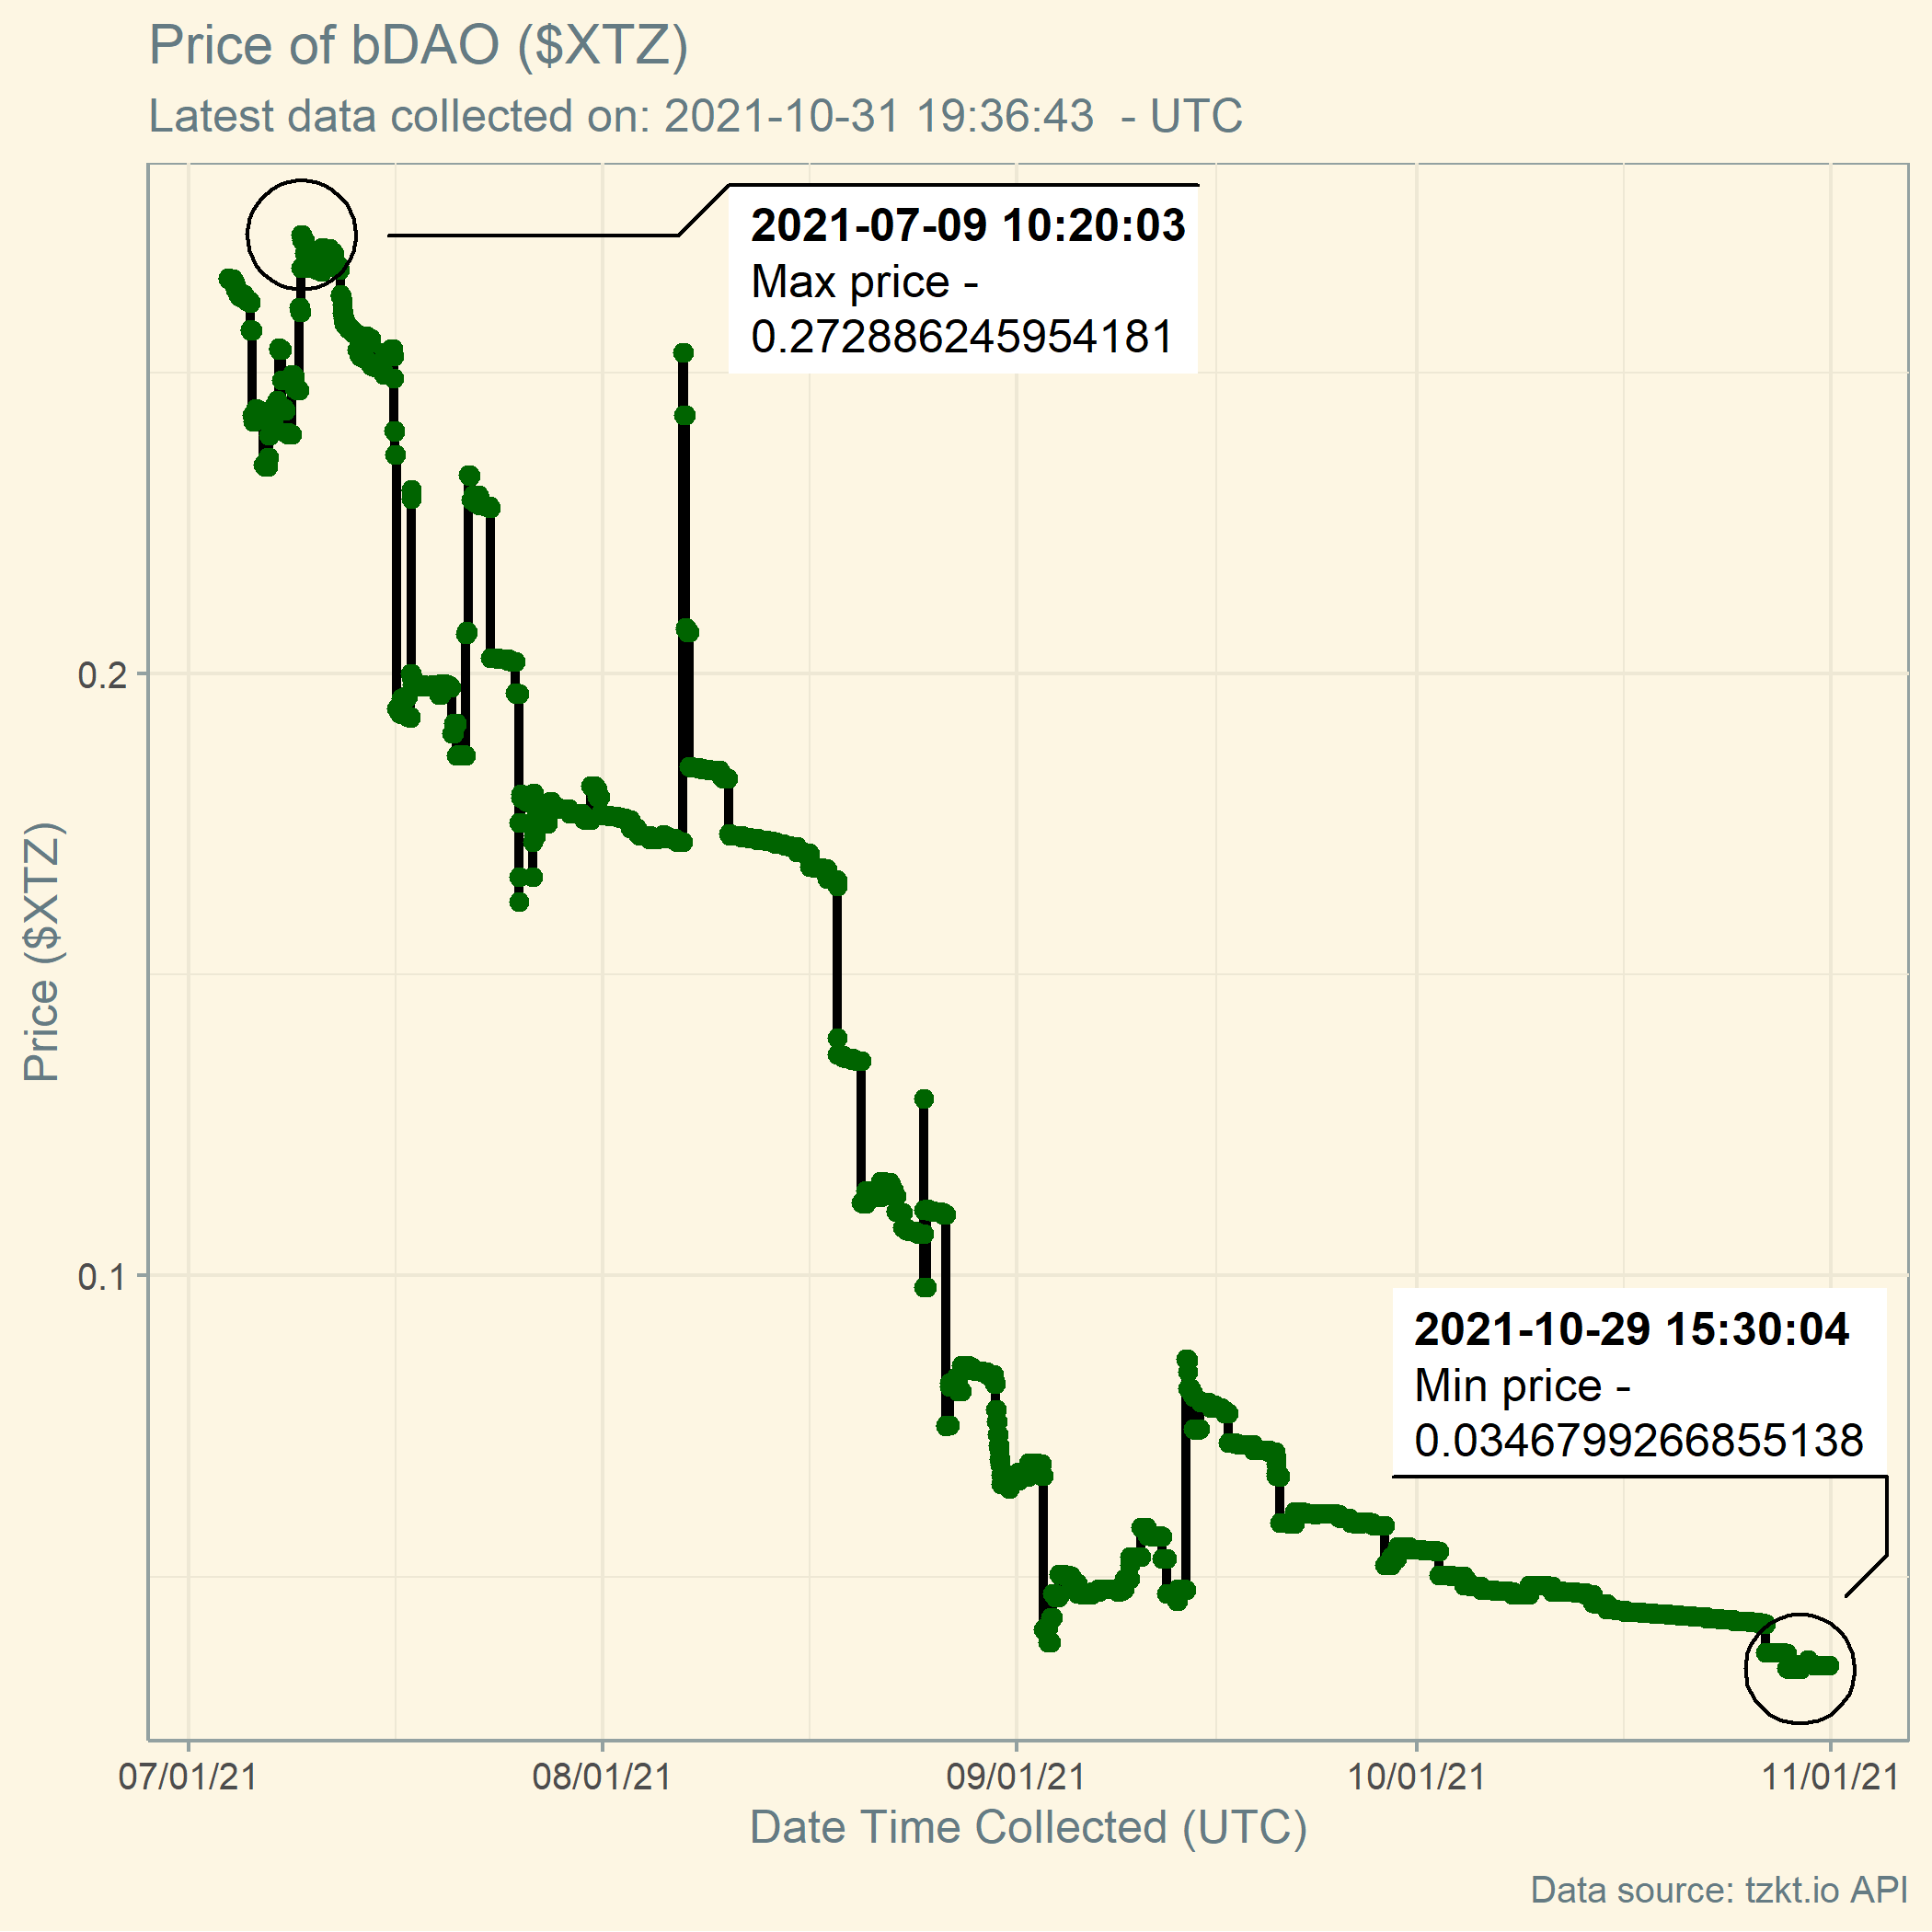 Price of bDAO ($XTZ)
Latest data collected on: 2021-10-31 19:36:43  - UTC
2021-07-09 10:20:03
Max price -
0.272886245954181
0.2
Price ($XTZ)
0.1
2021-10-29 15:30:04
Min price -
0.0346799266855138
07/01/21 08/01/21 09/01/21 10/01/21 11/01/21
Date Time Collected (UTC)
Data source: tzkt.io API